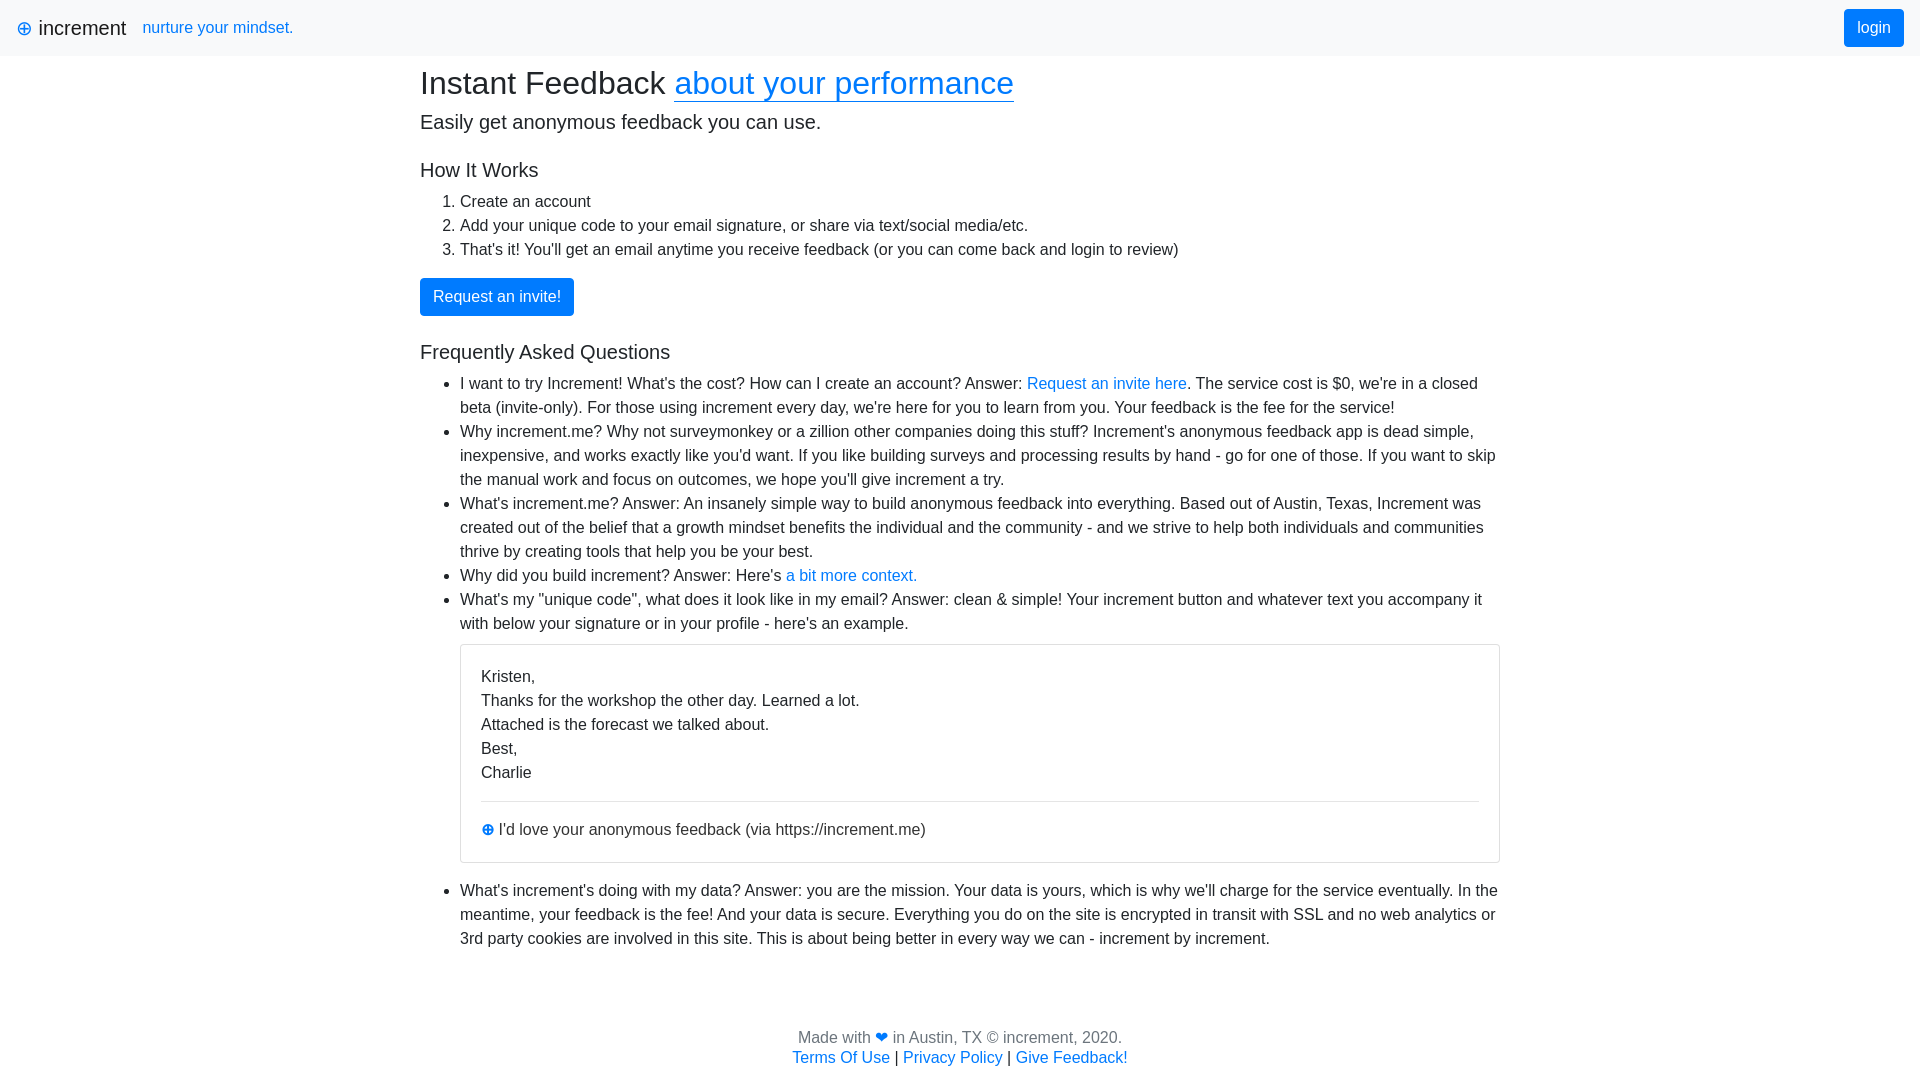 ⊕ increment nurture your mindset. login
Instant Feedback about your performance
Easily get anonymous feedback you can use.
How It Works
1. Create an account
2. Add your unique code to your email signature, or share via text/social media/etc.
3. That's it! You'll get an email anytime you receive feedback (or you can come back and login to review)
Request an invite!
Frequently Asked Questions
• I want to try Increment! What's the cost? How can I create an account? Answer: Request an invite here. The service cost is $0, we're in a closed
beta (invite-only). For those using increment every day, we're here for you to learn from you. Your feedback is the fee for the service!
• Why increment.me? Why not surveymonkey or a zillion other companies doing this stuff? Increment's anonymous feedback app is dead simple,
inexpensive, and works exactly like you'd want. If you like building surveys and processing results by hand - go for one of those. If you want to skip
the manual work and focus on outcomes, we hope you'll give increment a try.
• What's increment.me? Answer: An insanely simple way to build anonymous feedback into everything. Based out of Austin, Texas, Increment was
created out of the belief that a growth mindset benefits the individual and the community - and we strive to help both individuals and communities
thrive by creating tools that help you be your best.
• Why did you build increment? Answer: Here's a bit more context.
• What's my "unique code", what does it look like in my email? Answer: clean & simple! Your increment button and whatever text you accompany it
with below your signature or in your profile - here's an example.
Kristen,
Thanks for the workshop the other day. Learned a lot.
Attached is the forecast we talked about.
Best,
Charlie
⊕ I'd love your anonymous feedback (via https://increment.me)
• What's increment's doing with my data? Answer: you are the mission. Your data is yours, which is why we'll charge for the service eventually. In the
meantime, your feedback is the fee! And your data is secure. Everything you do on the site is encrypted in transit with SSL and no web analytics or
3rd party cookies are involved in this site. This is about being better in every way we can - increment by increment.
Made with ❤ in Austin, TX © increment, 2020.
Terms Of Use | Privacy Policy | Give Feedback!